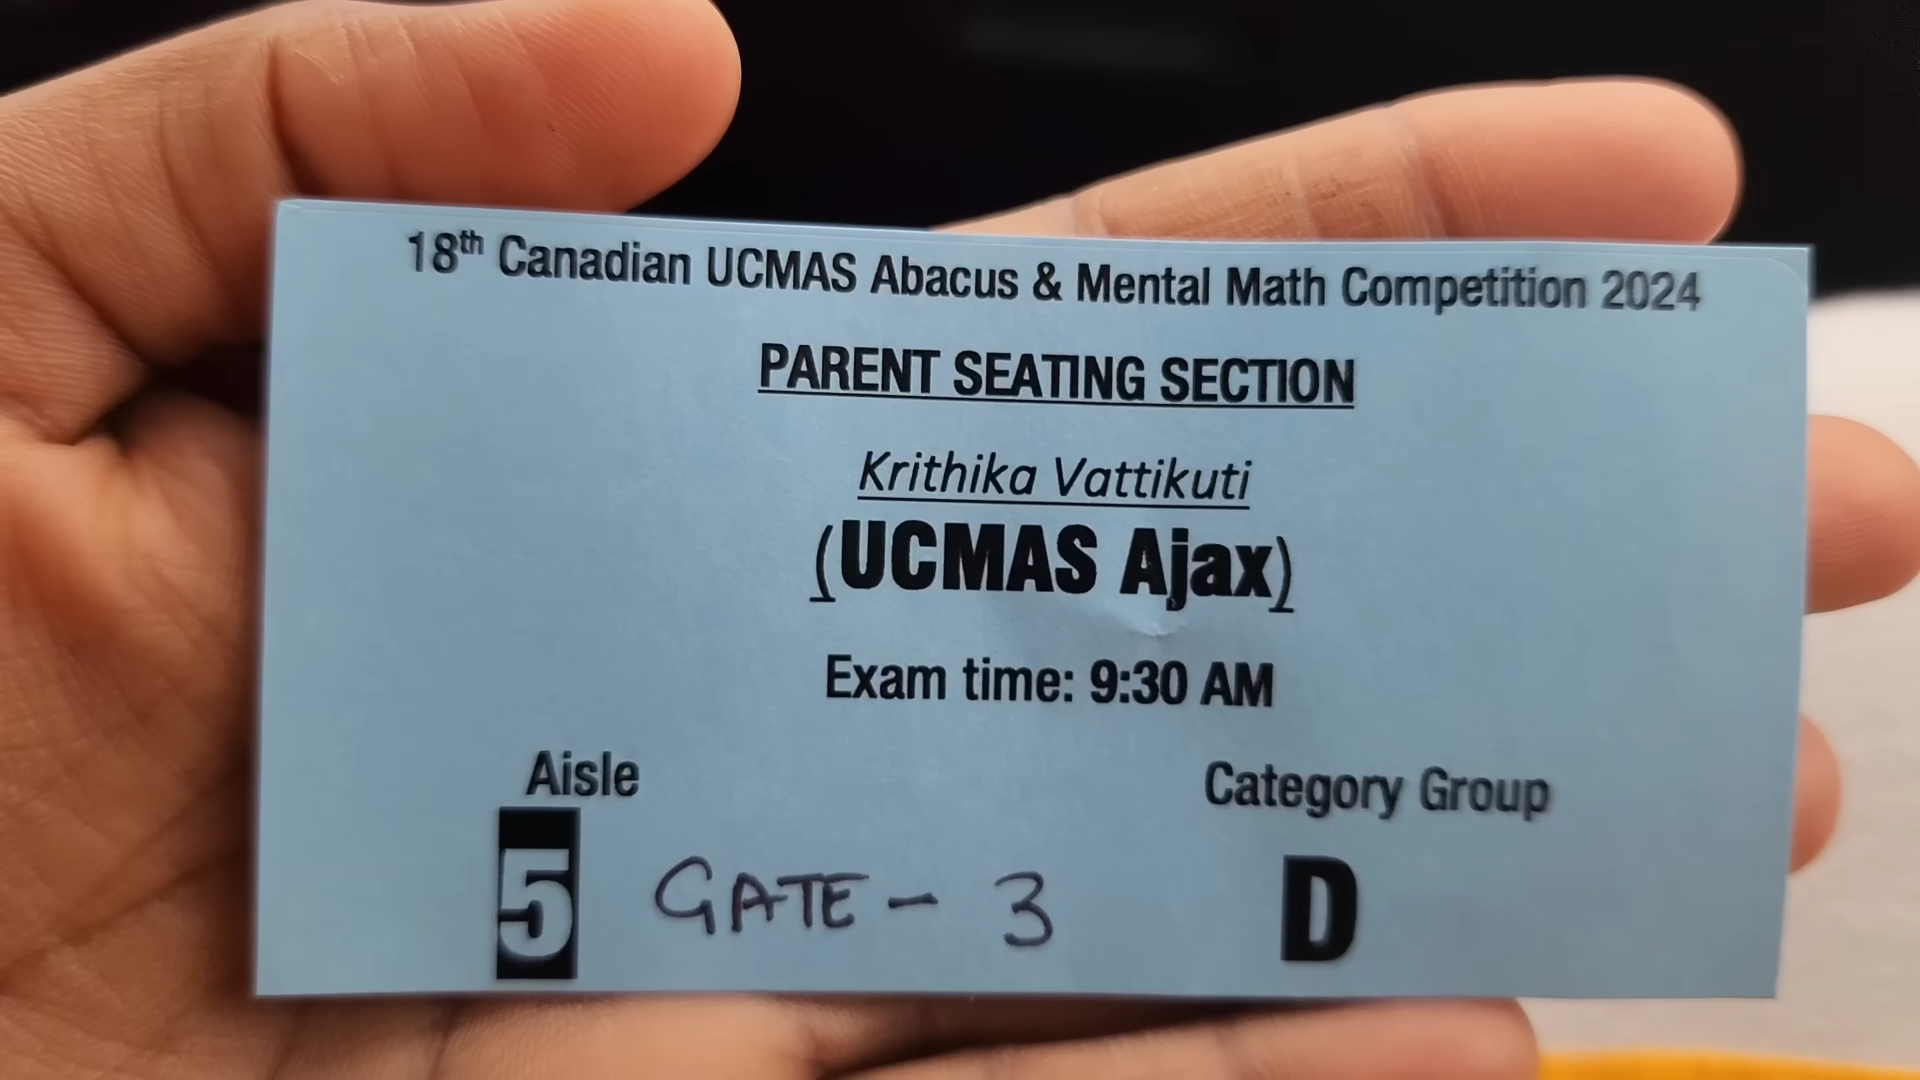 18th Canadian UCMAS Abacus & Mental Math Competition 2024
PARENT SEATING SECTION
Krithika Vattikuti
(UCMAS Ajax)
Exam time: 9:30 AM
Aisle Category Group
5 GATE - 3 D